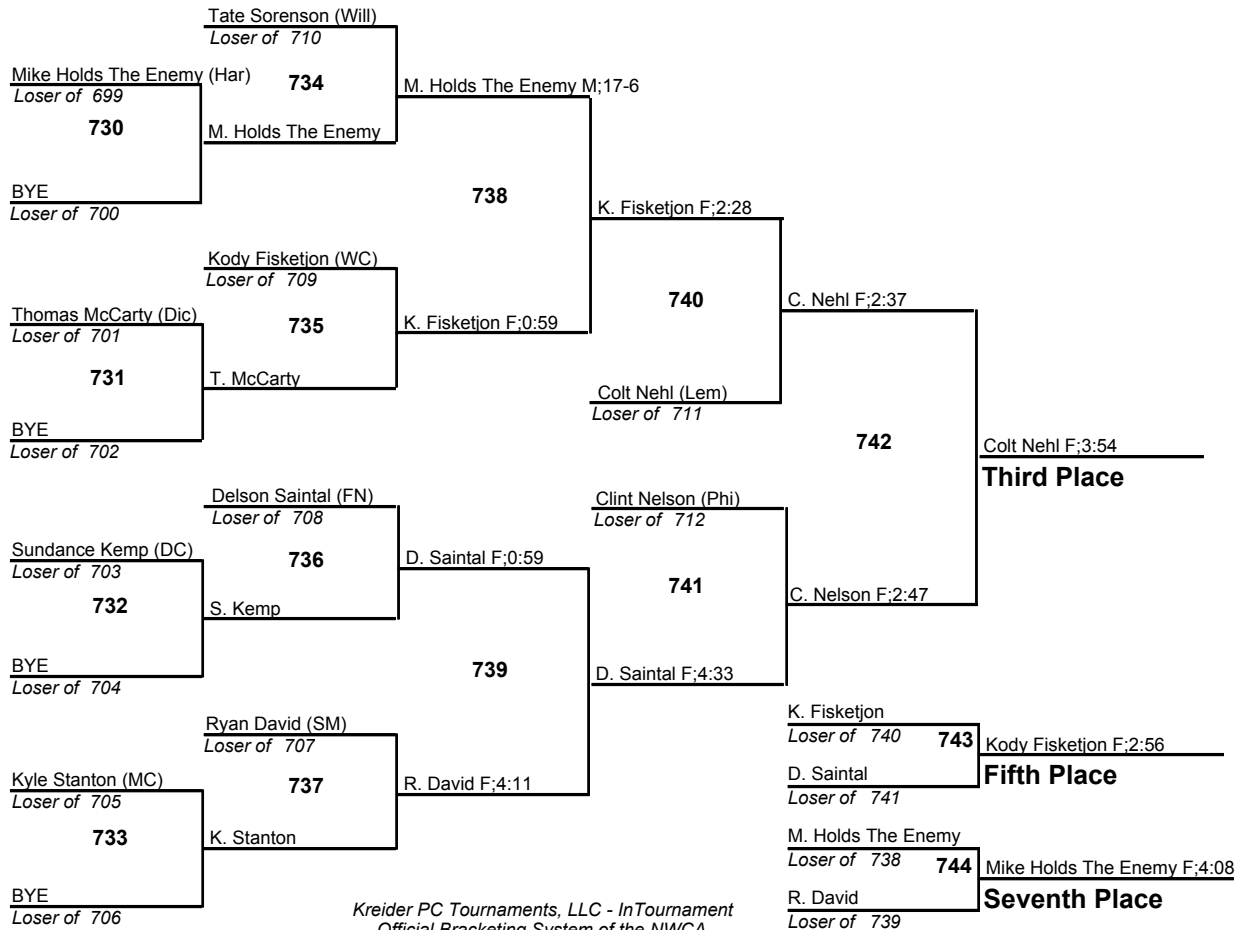 Tate Sorenson (Will)
Loser of 710
Mike Holds The Enemy (Har)
Loser of 699
734
M. Holds The Enemy M;17-6
730
M. Holds The Enemy
BYE
Loser of 700
738
K. Fisketjon F;2:28
Kody Fisketjon (WC)
Loser of 709
Thomas McCarty (Dic)
Loser of 701
735
K. Fisketjon F;0:59
740
C. Nehl F;2:37
731
T. McCarty
Colt Nehl (Lem)
Loser of 711
BYE
Loser of 702
742
Colt Nehl F;3:54
Third Place
Delson Saintal (FN)
Loser of 708
Clint Nelson (Phi)
Loser of 712
Sundance Kemp (DC)
Loser of 703
736
D. Saintal F;0:59
732
S. Kemp
741
C. Nelson F;2:47
BYE
Loser of 704
739
D. Saintal F;4:33
Ryan David (SM)
Loser of 707
K. Fisketjon
Loser of 740
743
Kody Fisketjon F;2:56
Fifth Place
Kyle Stanton (MC)
Loser of 705
737
R. David F;4:11
D. Saintal
Loser of 741
733
K. Stanton
M. Holds The Enemy
Loser of 738
744
Mike Holds The Enemy F;4:08
Seventh Place
BYE
Loser of 706
R. David
Loser of 739
Kreider PC Tournaments, LLC - InTournament
Official Bracketing System of the NWCA